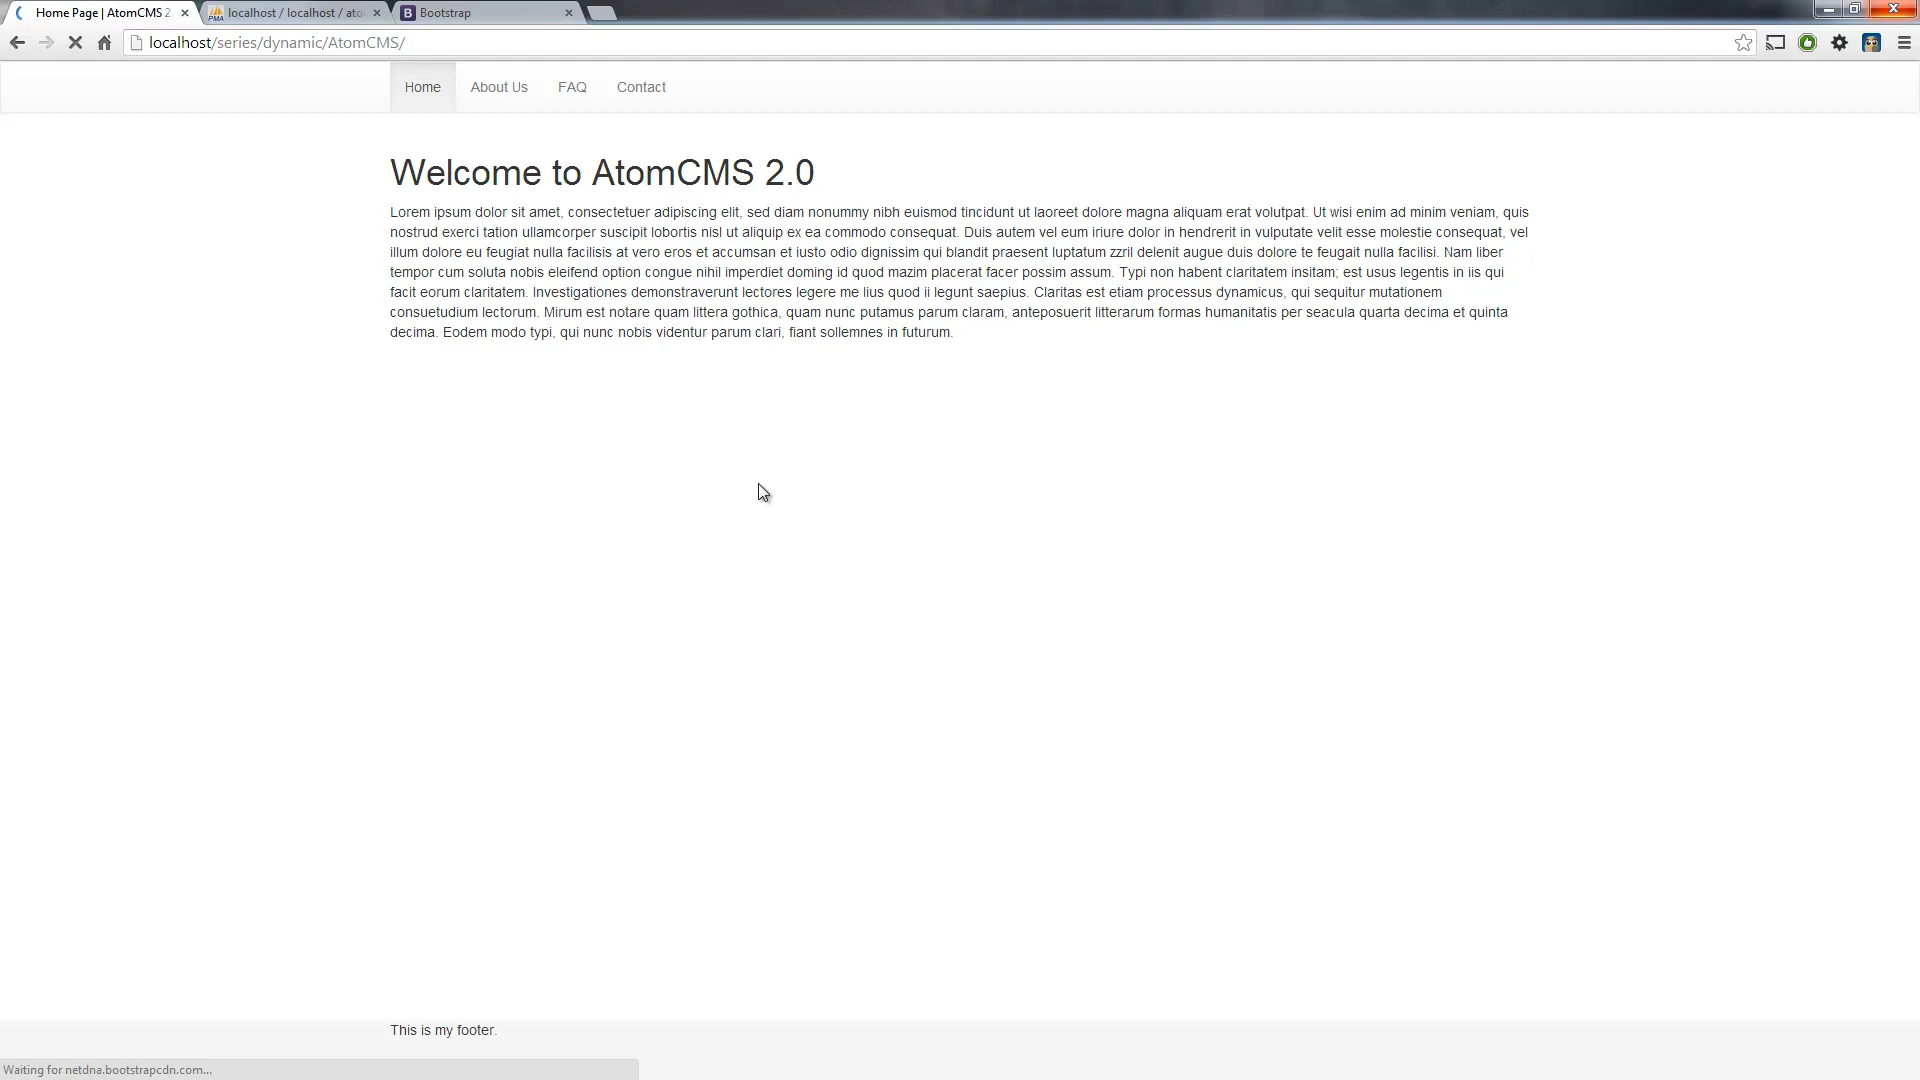 Home Page | AtomCMS 2.
localhost / localhost / ato
Bootstrap
localhost/series/dynamic/AtomCMS/
Home
About Us
FAQ
Contact
Welcome to AtomCMS 2.0
Lorem ipsum dolor sit amet, consectetuer adipiscing elit, sed diam nonummy nibh euismod tincidunt ut laoreet dolore magna aliquam erat volutpat. Ut wisi enim ad minim veniam, quis
nostrud exerci tation ullamcorper suscipit lobortis nisl ut aliquip ex ea commodo consequat. Duis autem vel eum iriure dolor in hendrerit in vulputate velit esse molestie consequat, vel
illum dolore eu feugiat nulla facilisis at vero eros et accumsan et iusto odio dignissim qui blandit praesent luptatum zzril delenit augue duis dolore te feugait nulla facilisi. Nam liber
tempor cum soluta nobis eleifend option congue nihil imperdiet doming id quod mazim placerat facer possim assum. Typi non habent claritatem insitam; est usus legentis in iis qui
facit eorum claritatem. Investigationes demonstraverunt lectores legere me lius quod ii legunt saepius. Claritas est etiam processus dynamicus, qui sequitur mutationem
consuetudium lectorum. Mirum est notare quam littera gothica, quam nunc putamus parum claram, anteposuerit litterarum formas humanitatis per seacula quarta decima et quinta
decima. Eodem modo typi, qui nunc nobis videntur parum clari, fiant sollemnes in futurum.
This is my footer.
Waiting for netdna.bootstrapcdn.com...